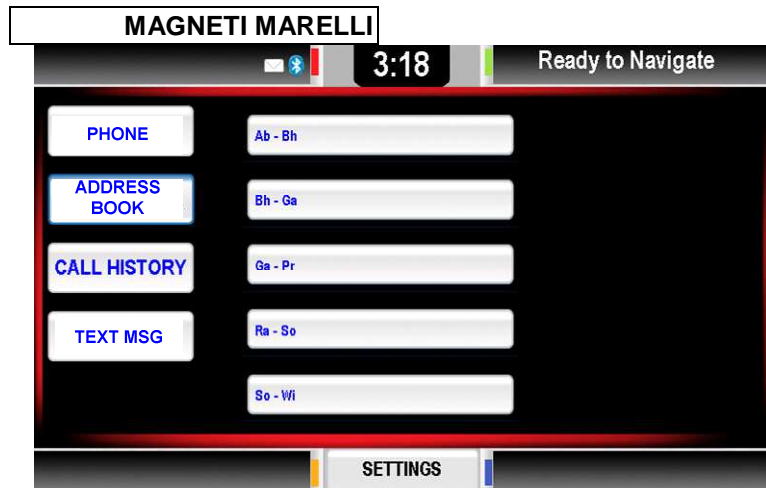 MAGNETI MARELLI
3:18
Ready to Navigate
PHONE
ADDRESS
BOOK
CALL HISTORY
TEXT MSG
Ab - Bh
Bh - Ga
Ga - Pr
Ra - So
So - Wi
SETTINGS